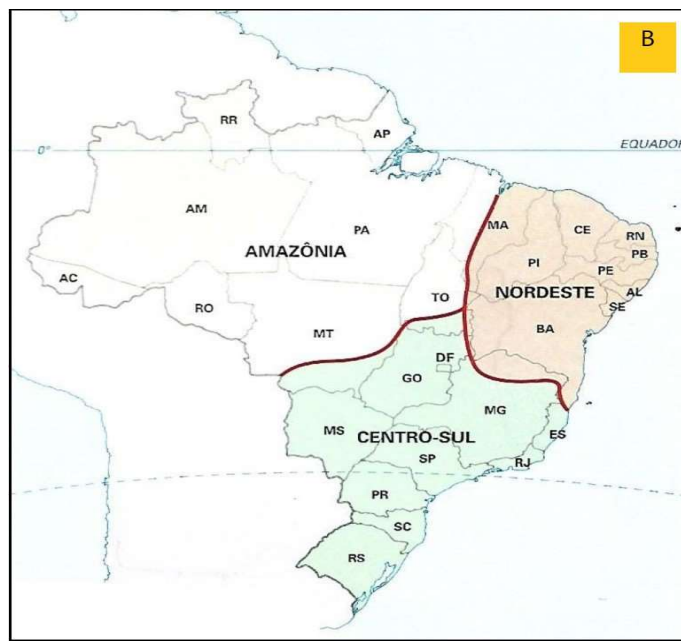 B
RR
AP
0°
EQUADOR
AM
PA
MA
CE
RN
PB
AMAZÔNIA
PI
PE
AC
TO
NORDESTE
AL
RO
SE
MT
BA
DF
GO
MG
MS
CENTRO-SUL
ES
SP
RJ
PR
SC
RS